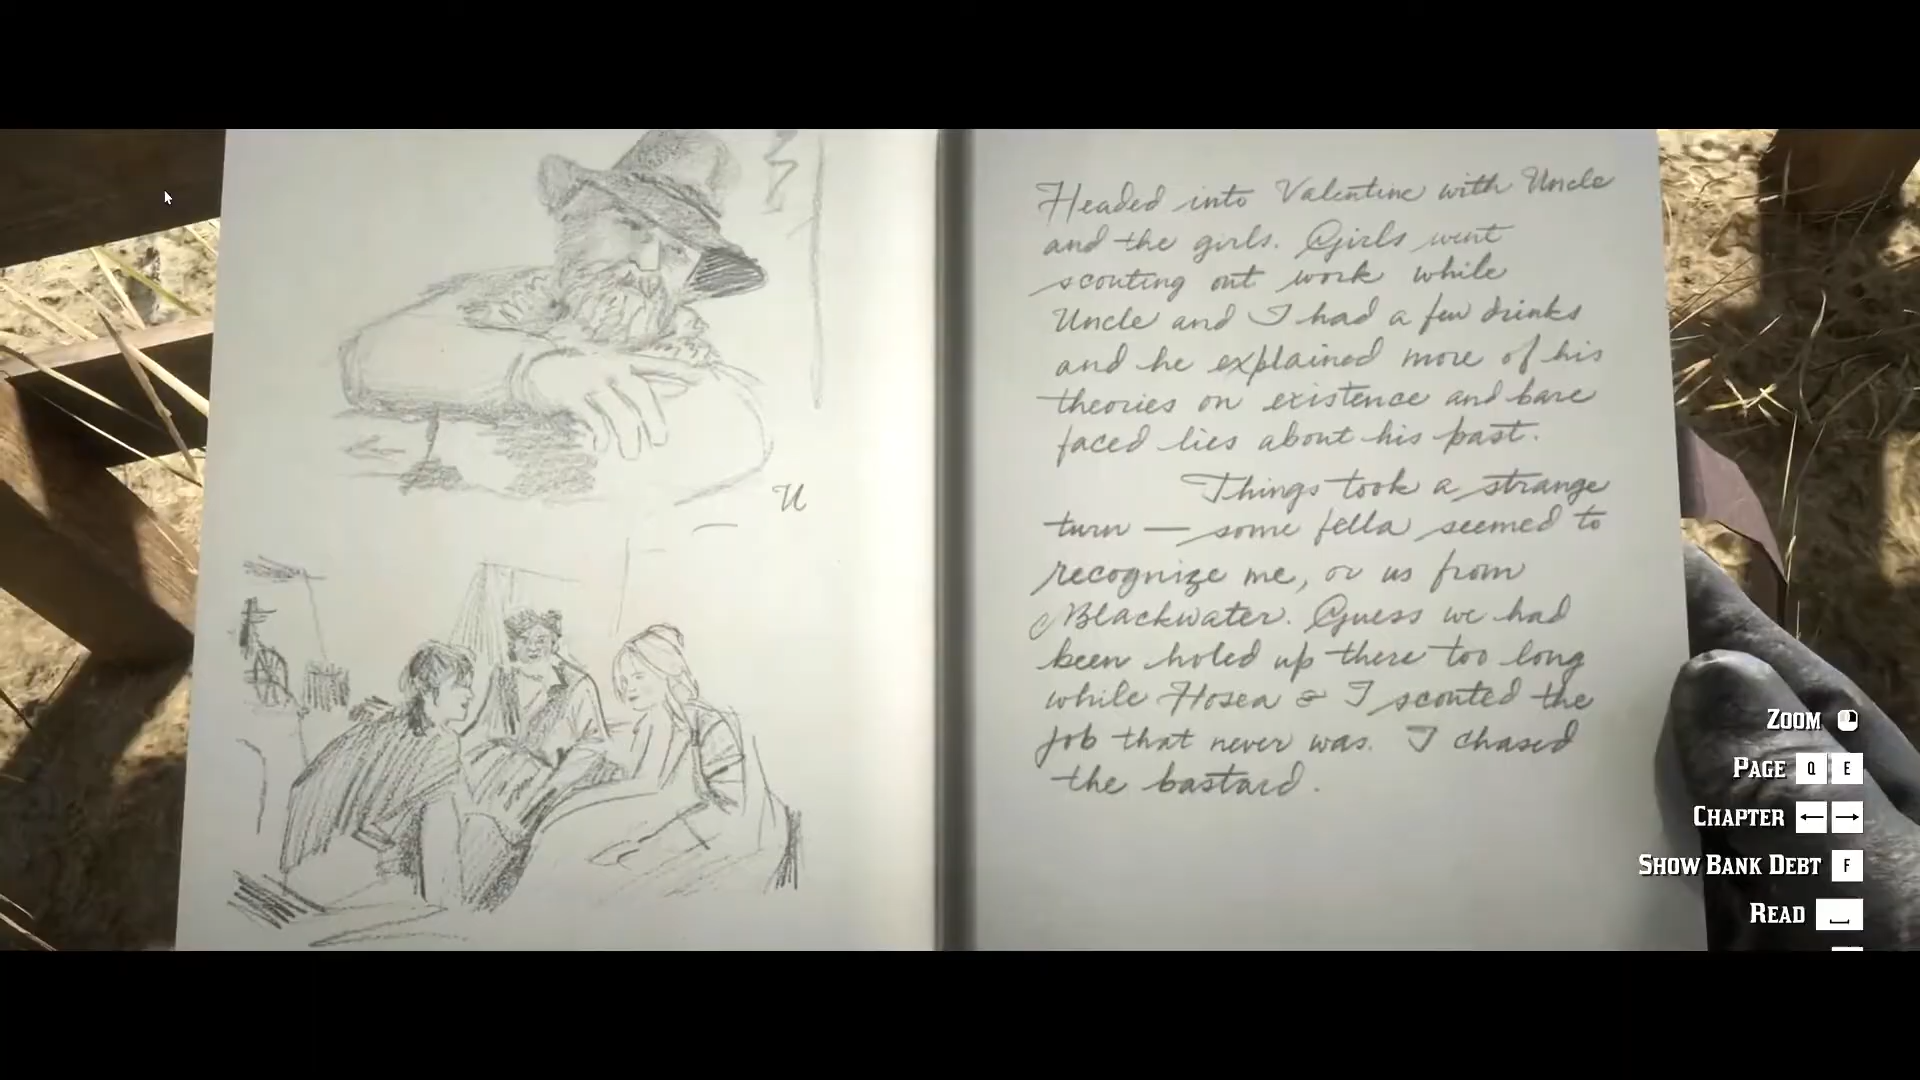 U
Headed into Valentine with Uncle
and the girls. Girls went
scouting out work while
Uncle and I had a few drinks
and he explained more of his
theories on existence and bare
faced lies about his past.
Things took a strange
turn — some fella seemed to
recognize me, or us from
Blackwater. Guess we had
been holed up there too long
while Hosea & I scouted the
job that never was. I chased
the bastard.
ZOOM
PAGE Q E
CHAPTER ← →
SHOW BANK DEBT F
READ